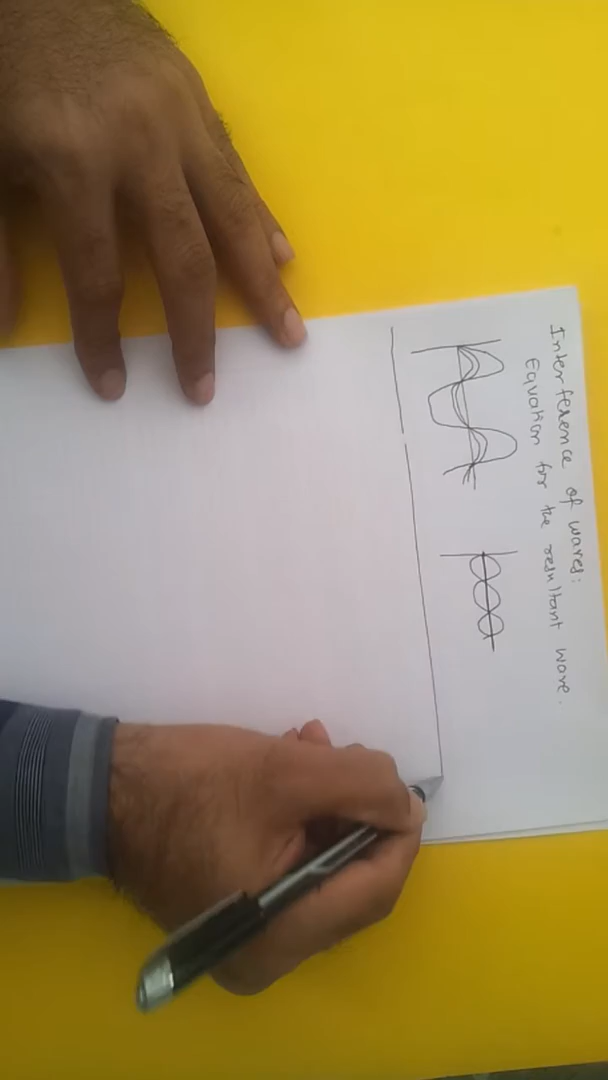 Interference of waves:
Equation for the resultant wave.